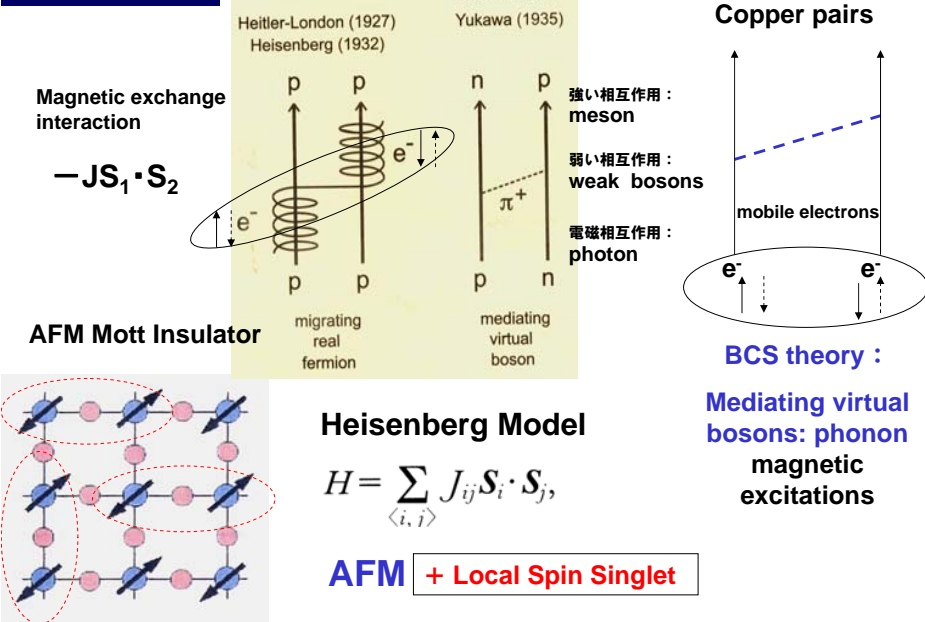 Heitler-London (1927)
Heisenberg (1932)
Yukawa (1935)
Copper pairs
Magnetic exchange
interaction
－JS₁・S₂
p
p
e⁻
e⁻
p
p
migrating
real
fermion
n
p
π⁺
p
n
mediating
virtual
boson
強い相互作用：
meson
弱い相互作用：
weak bosons
電磁相互作用：
photon
mobile electrons
e⁻
e⁻
BCS theory：
Mediating virtual
bosons: phonon
magnetic
excitations
AFM Mott Insulator
Heisenberg Model
H = ∑⟨i, j⟩ Jᵢⱼ Sᵢ · Sⱼ,
AFM + Local Spin Singlet